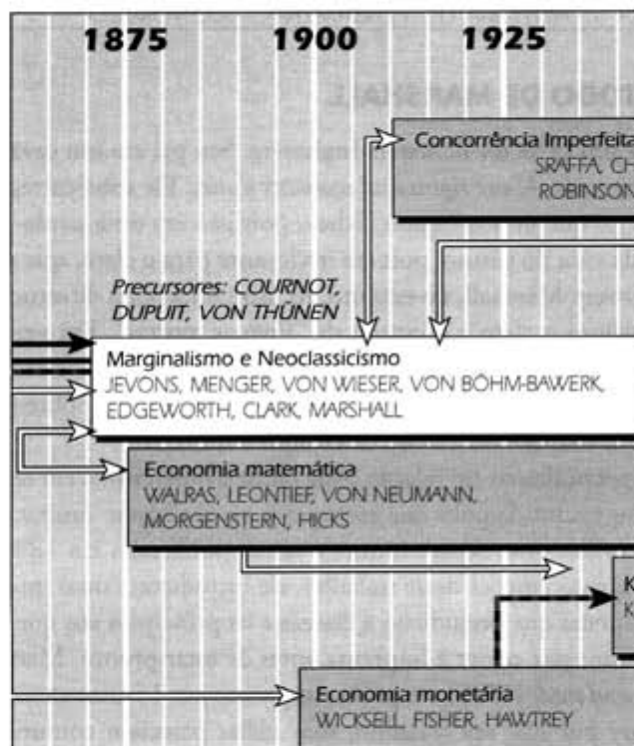 1875 1900 1925
Concorrência Imperfeita
SRAFFA, CH
ROBINSON
Precursores: COURNOT,
DUPUIT, VON THÜNEN
Marginalismo e Neoclassicismo
JEVONS, MENGER, VON WIESER, VON BÖHM-BAWERK,
EDGEWORTH, CLARK, MARSHALL
Economia matemática
WALRAS, LEONTIEF, VON NEUMANN,
MORGENSTERN, HICKS
K
K
Economia monetária
WICKSELL, FISHER, HAWTREY